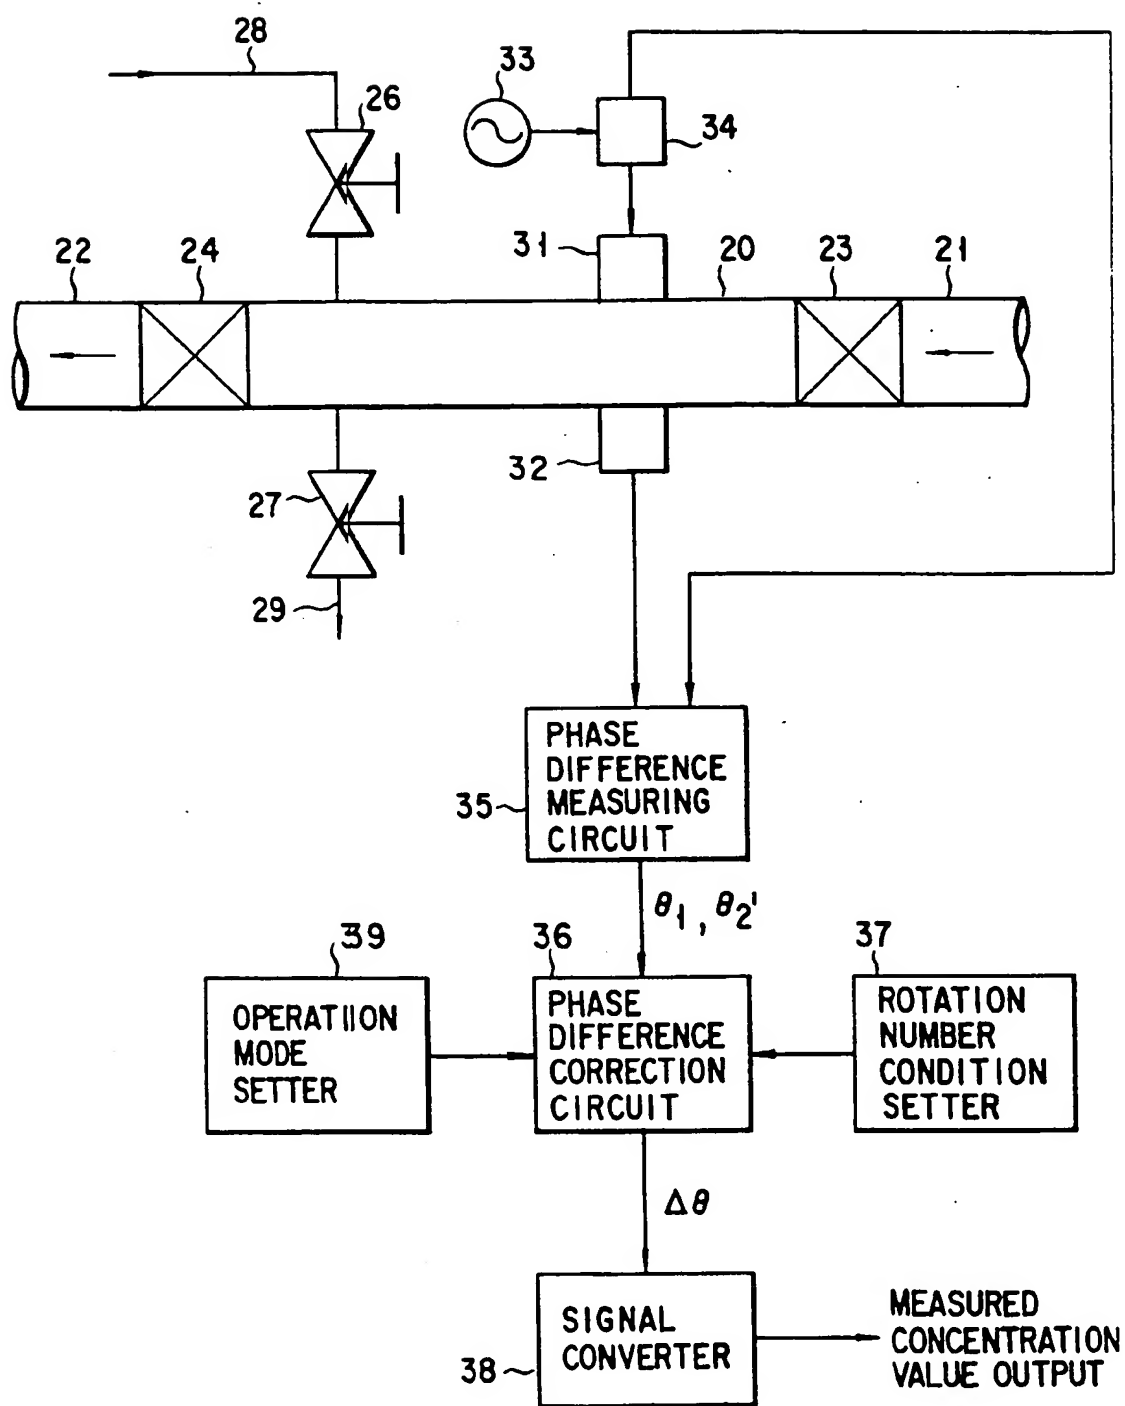 28
33
26
34
22
24
31
20
23
21
32
27
29
PHASE
DIFFERENCE
MEASURING
CIRCUIT
35
θ1, θ2'
39
36
37
OPERATIION
MODE
SETTER
PHASE
DIFFERENCE
CORRECTION
CIRCUIT
ROTATION
NUMBER
CONDITION
SETTER
Δθ
SIGNAL
CONVERTER
38
MEASURED
CONCENTRATION
VALUE OUTPUT